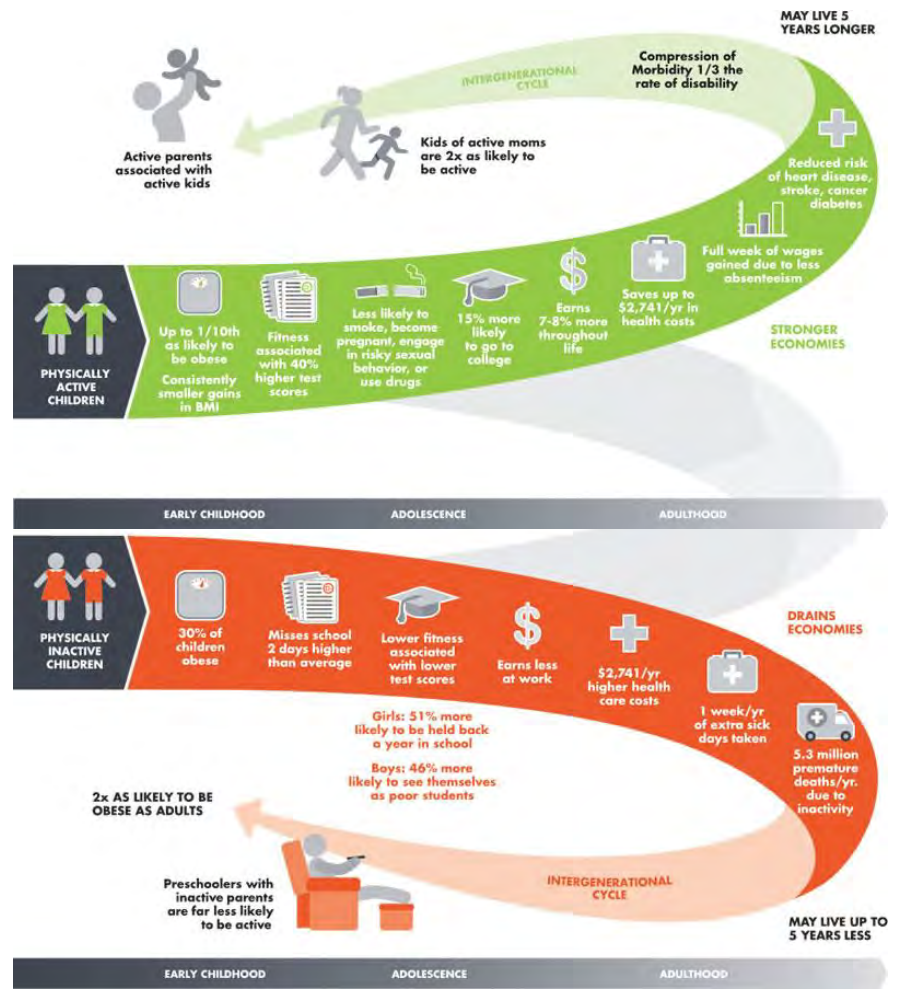 MAY LIVE 5
YEARS LONGER
Compression of
Morbidity 1/3 the
rate of disability
INTERGENERATIONAL
CYCLE
Active parents
associated with
active kids
Kids of active moms
are 2x as likely to
be active
Reduced risk
of heart disease,
stroke, cancer
diabetes
Full week of wages
gained due to less
absenteeism
Saves up to
$2,741/yr in
health costs
Earns
7-8% more
throughout
life
15% more
likely
to go to
college
Less likely to
smoke, become
pregnant, engage
in risky sexual
behavior, or
use drugs
Fitness
associated
with 40%
higher test
scores
Up to 1/10th
as likely to
be obese
Consistently
smaller gains
in BMI
PHYSICALLY
ACTIVE
CHILDREN
STRONGER
ECONOMIES
EARLY CHILDHOOD
ADOLESCENCE
ADULTHOOD
PHYSICALLY
INACTIVE
CHILDREN
30% of
children
obese
Misses school
2 days higher
than average
Lower fitness
associated
with lower
test scores
Girls: 51% more
likely to be held back
a year in school
Boys: 46% more
likely to see themselves
as poor students
$
Earns less
at work
$2,741/yr
higher health
care costs
1 week/yr
of extra sick
days taken
5.3 million
premature
deaths/yr.
due to
inactivity
DRAINS
ECONOMIES
2x AS LIKELY TO BE
OBESE AS ADULTS
Preschoolers with
inactive parents
are far less likely
to be active
INTERGENERATIONAL
CYCLE
MAY LIVE UP TO
5 YEARS LESS
EARLY CHILDHOOD
ADOLESCENCE
ADULTHOOD